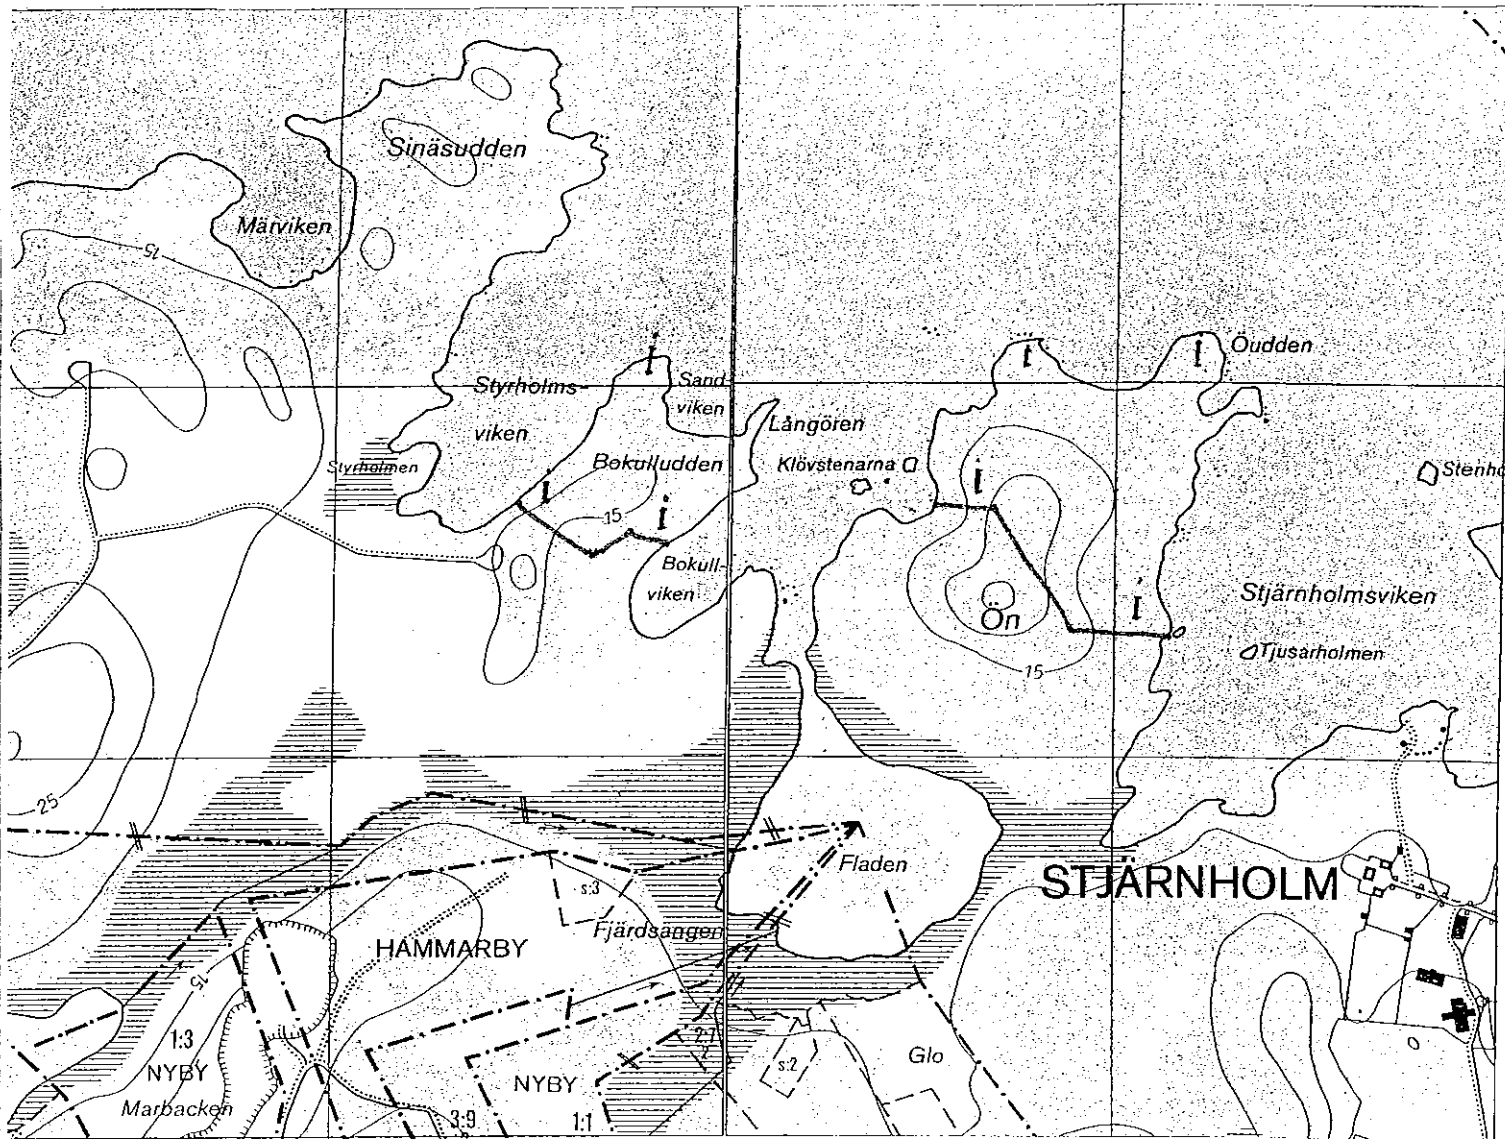 Sinäsudden
Märviken
15
Styrholms-
viken
Sand-
viken
Öudden
Långören
Klövstenarna
Bokulludden
Styrholmen
15
Bokull-
viken
Ön
15
Stjärnholmsviken
Tjusarholmen
25
Fladen
STJÄRNHOLM
s:3
Fjärdsängen
HAMMARBY
15
1:3
NYBY
Marbacken
3:9
NYBY
1:1
2:7
2
s:2
Glo
I
I
I
I
I
I
I